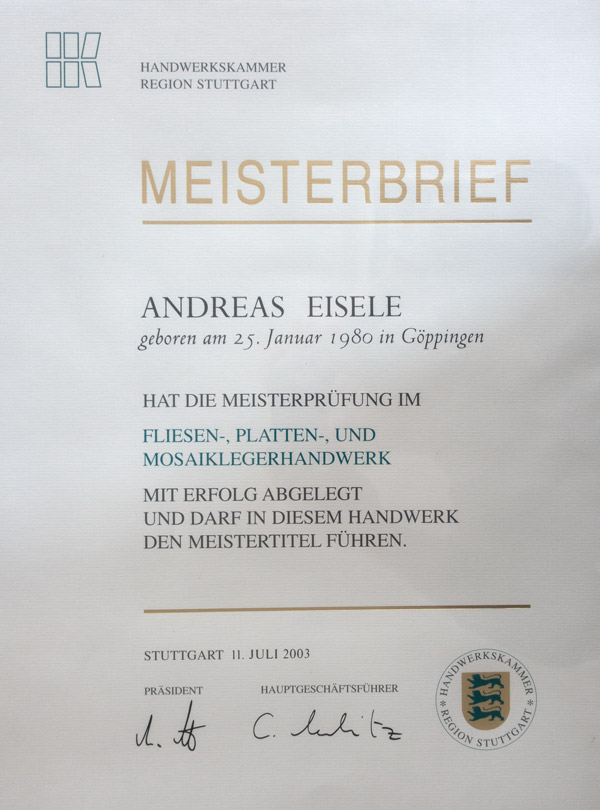 HANDWERKSKAMMER
REGION STUTTGART
MEISTERBRIEF
ANDREAS EISELE
geboren am 25. Januar 1980 in Göppingen
HAT DIE MEISTERPRÜFUNG IM
FLIESEN-, PLATTEN-, UND
MOSAIKLEGERHANDWERK
MIT ERFOLG ABGELEGT
UND DARF IN DIESEM HANDWERK
DEN MEISTERTITEL FÜHREN.
STUTTGART 11. JULI 2003
PRÄSIDENT HAUPTGESCHÄFTSFÜHRER
* HANDWERKSKAMMER *
REGION STUTTGART